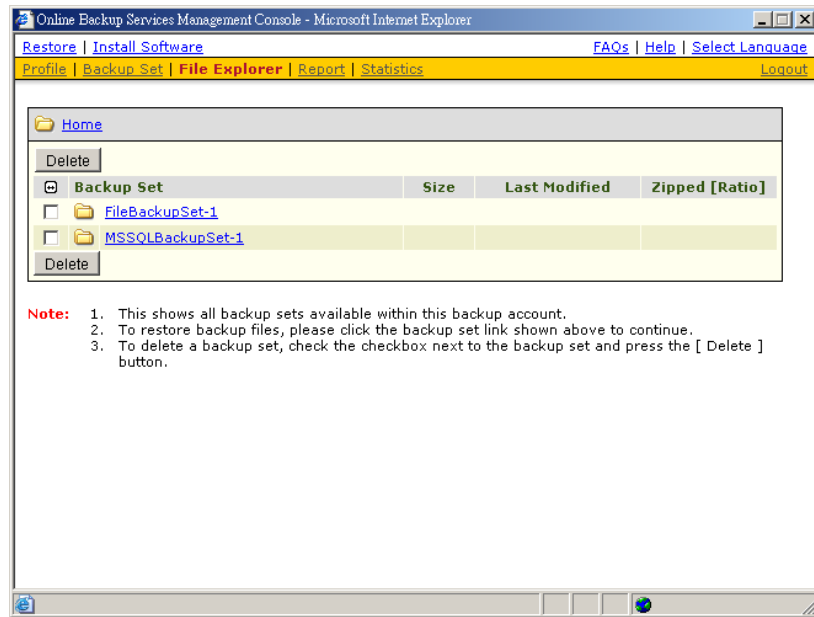 Online Backup Services Management Console - Microsoft Internet Explorer
Restore | Install Software FAQs | Help | Select Language
Profile | Backup Set | File Explorer | Report | Statistics Logout
Home
Delete
Backup Set Size Last Modified Zipped [Ratio]
FileBackupSet-1
MSSQLBackupSet-1
Delete
Note: 1. This shows all backup sets available within this backup account.
2. To restore backup files, please click the backup set link shown above to continue.
3. To delete a backup set, check the checkbox next to the backup set and press the [ Delete ]
button.